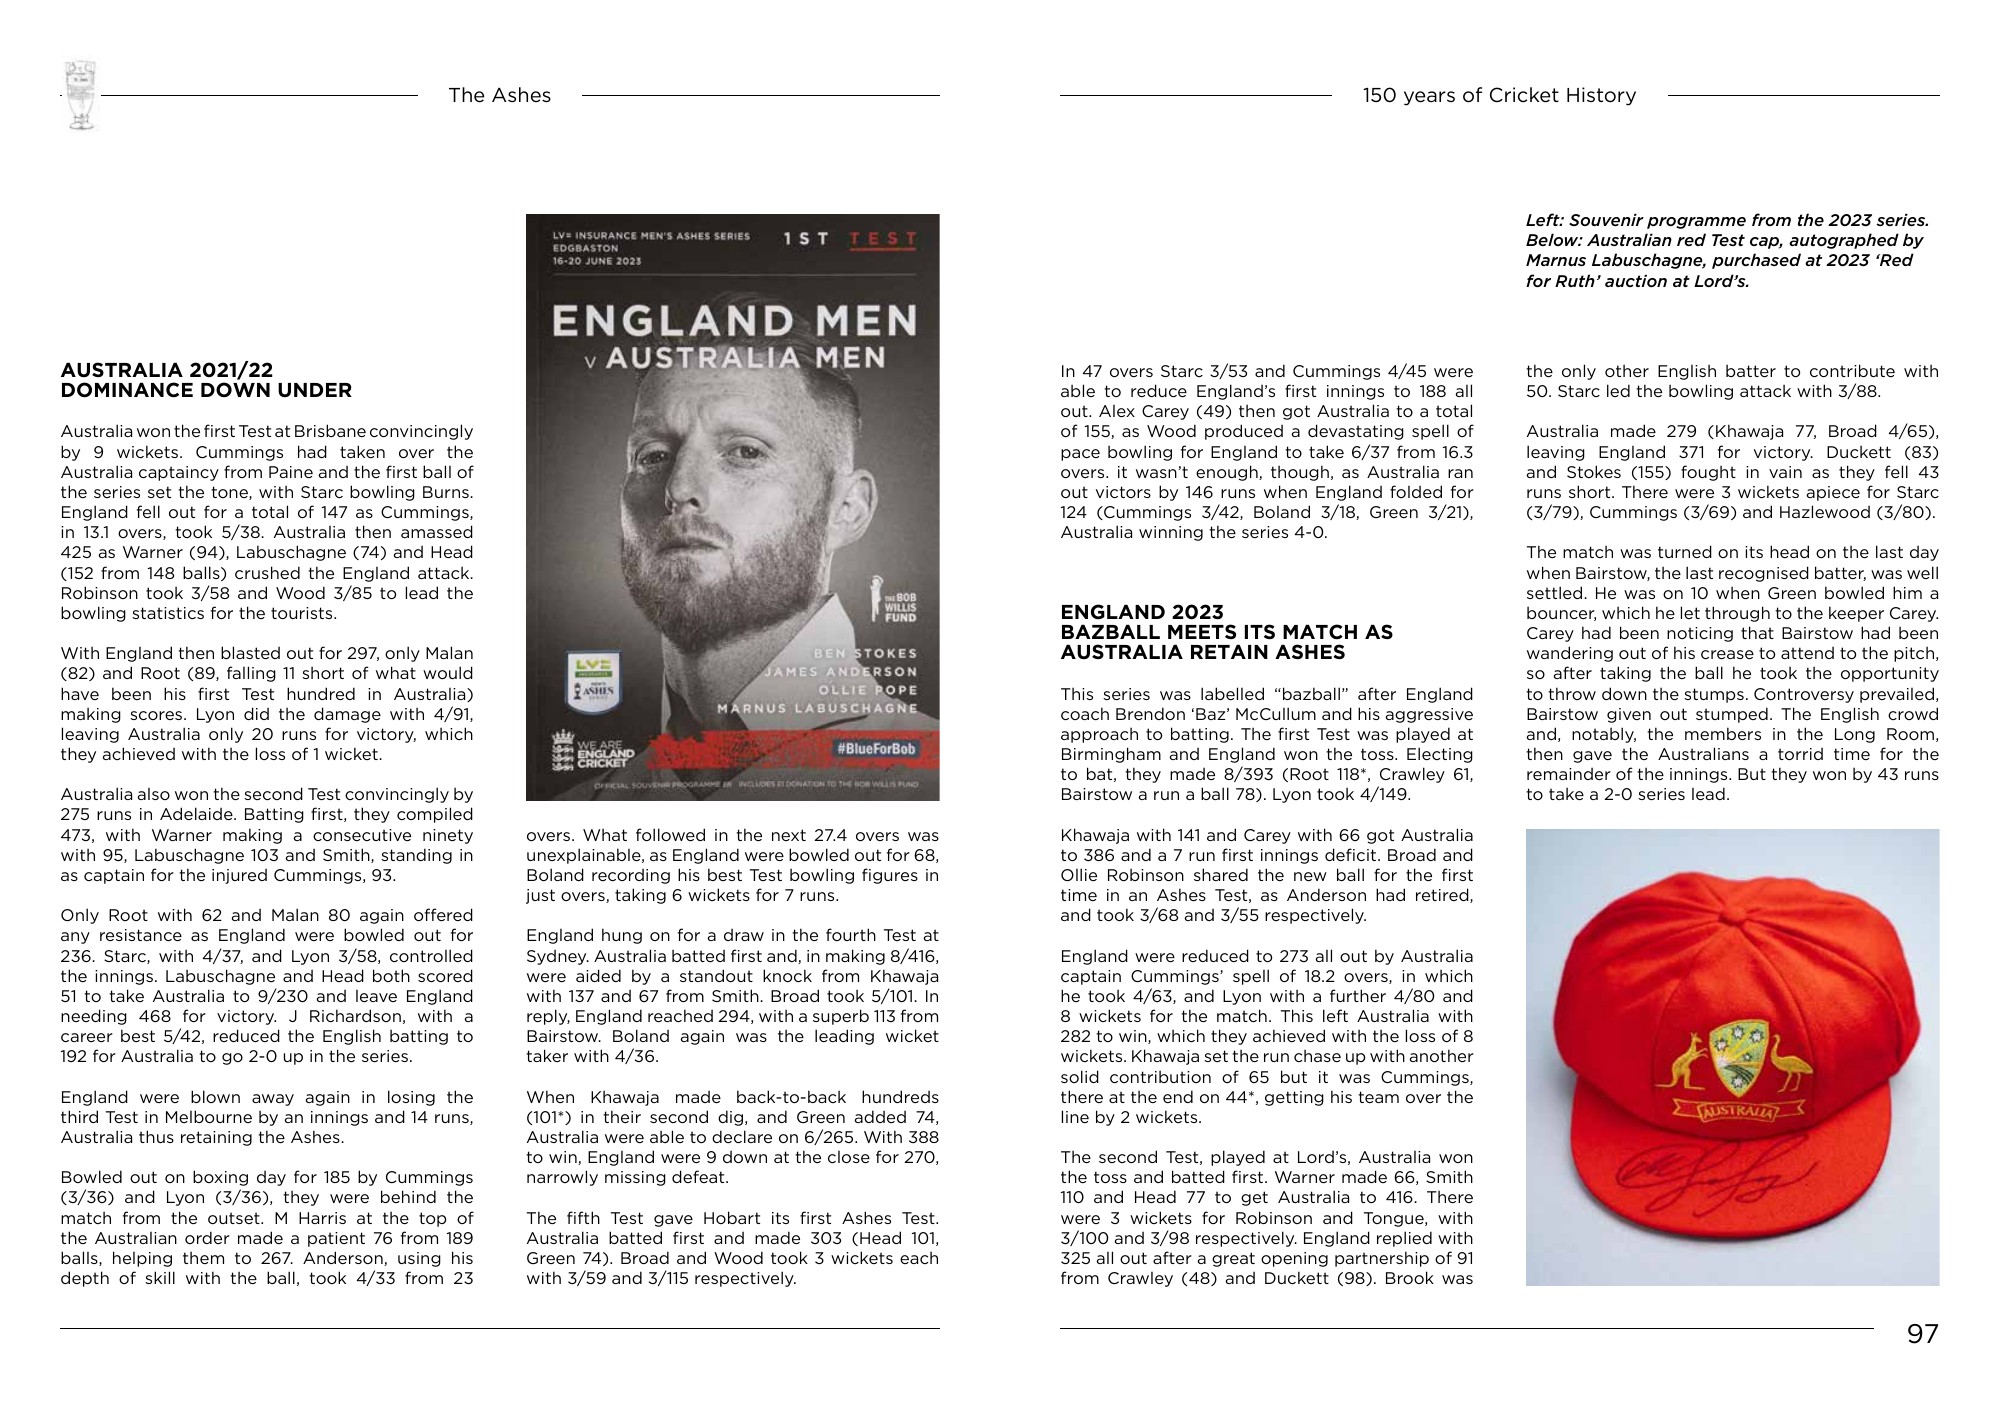 The Ashes
AUSTRALIA 2021/22
DOMINANCE DOWN UNDER
Australia won the first Test at Brisbane convincingly
by 9 wickets. Cummings had taken over the
Australia captaincy from Paine and the first ball of
the series set the tone, with Starc bowling Burns.
England fell out for a total of 147 as Cummings,
in 13.1 overs, took 5/38. Australia then amassed
425 as Warner (94), Labuschagne (74) and Head
(152 from 148 balls) crushed the England attack.
Robinson took 3/58 and Wood 3/85 to lead the
bowling statistics for the tourists.
With England then blasted out for 297, only Malan
(82) and Root (89, falling 11 short of what would
have been his first Test hundred in Australia)
making scores. Lyon did the damage with 4/91,
leaving Australia only 20 runs for victory, which
they achieved with the loss of 1 wicket.
Australia also won the second Test convincingly by
275 runs in Adelaide. Batting first, they compiled
473, with Warner making a consecutive ninety
with 95, Labuschagne 103 and Smith, standing in
as captain for the injured Cummings, 93.
Only Root with 62 and Malan 80 again offered
any resistance as England were bowled out for
236. Starc, with 4/37, and Lyon 3/58, controlled
the innings. Labuschagne and Head both scored
51 to take Australia to 9/230 and leave England
needing 468 for victory. J Richardson, with a
career best 5/42, reduced the English batting to
192 for Australia to go 2-0 up in the series.
England were blown away again in losing the
third Test in Melbourne by an innings and 14 runs,
Australia thus retaining the Ashes.
Bowled out on boxing day for 185 by Cummings
(3/36) and Lyon (3/36), they were behind the
match from the outset. M Harris at the top of
the Australian order made a patient 76 from 189
balls, helping them to 267. Anderson, using his
depth of skill with the ball, took 4/33 from 23
LV= INSURANCE MEN'S ASHES SERIES
EDGBASTON
16-20 JUNE 2023
1ST TEST
ENGLAND MEN
v AUSTRALIA MEN
THE BOB
WILLIS
FUND
BEN STOKES
JAMES ANDERSON
OLLIE POPE
MARNUS LABUSCHAGNE
LV=
INSURANCE
MEN'S
ASHES
SERIES
WE ARE
ENGLAND
CRICKET
#BlueForBob
OFFICIAL SOUVENIR PROGRAMME INCLUDES £1 DONATION TO THE BOB WILLIS FUND
overs. What followed in the next 27.4 overs was
unexplainable, as England were bowled out for 68,
Boland recording his best Test bowling figures in
just overs, taking 6 wickets for 7 runs.
England hung on for a draw in the fourth Test at
Sydney. Australia batted first and, in making 8/416,
were aided by a standout knock from Khawaja
with 137 and 67 from Smith. Broad took 5/101. In
reply, England reached 294, with a superb 113 from
Bairstow. Boland again was the leading wicket
taker with 4/36.
When Khawaja made back-to-back hundreds
(101*) in their second dig, and Green added 74,
Australia were able to declare on 6/265. With 388
to win, England were 9 down at the close for 270,
narrowly missing defeat.
The fifth Test gave Hobart its first Ashes Test.
Australia batted first and made 303 (Head 101,
Green 74). Broad and Wood took 3 wickets each
with 3/59 and 3/115 respectively.
150 years of Cricket History
In 47 overs Starc 3/53 and Cummings 4/45 were
able to reduce England's first innings to 188 all
out. Alex Carey (49) then got Australia to a total
of 155, as Wood produced a devastating spell of
pace bowling for England to take 6/37 from 16.3
overs. it wasn't enough, though, as Australia ran
out victors by 146 runs when England folded for
124 (Cummings 3/42, Boland 3/18, Green 3/21),
Australia winning the series 4-0.
ENGLAND 2023
BAZBALL MEETS ITS MATCH AS
AUSTRALIA RETAIN ASHES
This series was labelled “bazball” after England
coach Brendon ‘Baz’ McCullum and his aggressive
approach to batting. The first Test was played at
Birmingham and England won the toss. Electing
to bat, they made 8/393 (Root 118*, Crawley 61,
Bairstow a run a ball 78). Lyon took 4/149.
Khawaja with 141 and Carey with 66 got Australia
to 386 and a 7 run first innings deficit. Broad and
Ollie Robinson shared the new ball for the first
time in an Ashes Test, as Anderson had retired,
and took 3/68 and 3/55 respectively.
England were reduced to 273 all out by Australia
captain Cummings’ spell of 18.2 overs, in which
he took 4/63, and Lyon with a further 4/80 and
8 wickets for the match. This left Australia with
282 to win, which they achieved with the loss of 8
wickets. Khawaja set the run chase up with another
solid contribution of 65 but it was Cummings,
there at the end on 44*, getting his team over the
line by 2 wickets.
The second Test, played at Lord’s, Australia won
the toss and batted first. Warner made 66, Smith
110 and Head 77 to get Australia to 416. There
were 3 wickets for Robinson and Tongue, with
3/100 and 3/98 respectively. England replied with
325 all out after a great opening partnership of 91
from Crawley (48) and Duckett (98). Brook was
Left: Souvenir programme from the 2023 series.
Below: Australian red Test cap, autographed by
Marnus Labuschagne, purchased at 2023 ‘Red
for Ruth’ auction at Lord’s.
the only other English batter to contribute with
50. Starc led the bowling attack with 3/88.
Australia made 279 (Khawaja 77, Broad 4/65),
leaving England 371 for victory. Duckett (83)
and Stokes (155) fought in vain as they fell 43
runs short. There were 3 wickets apiece for Starc
(3/79), Cummings (3/69) and Hazlewood (3/80).
The match was turned on its head on the last day
when Bairstow, the last recognised batter, was well
settled. He was on 10 when Green bowled him a
bouncer, which he let through to the keeper Carey.
Carey had been noticing that Bairstow had been
wandering out of his crease to attend to the pitch,
so after taking the ball he took the opportunity
to throw down the stumps. Controversy prevailed,
Bairstow given out stumped. The English crowd
and, notably, the members in the Long Room,
then gave the Australians a torrid time for the
remainder of the innings. But they won by 43 runs
to take a 2-0 series lead.
AUSTRALIA
97